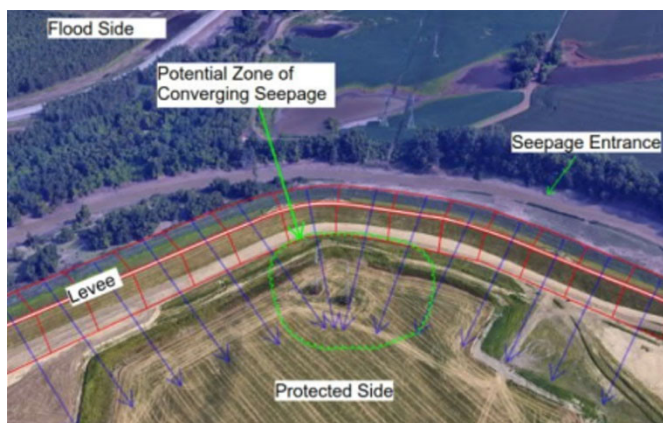 Flood Side
Potential Zone of
Converging Seepage
Seepage Entrance
Levee
Protected Side